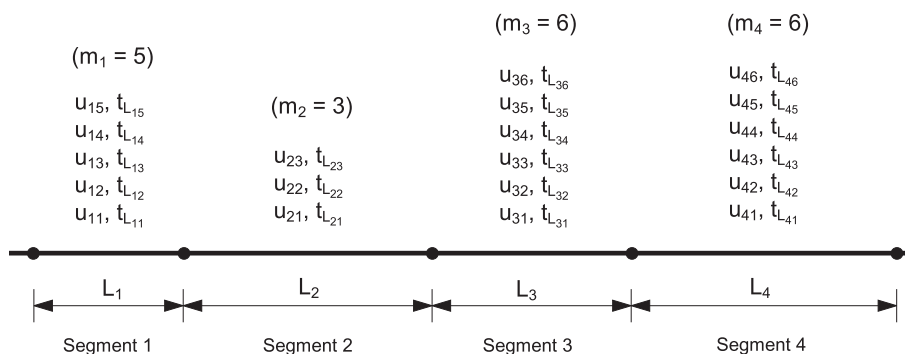 (m₁ = 5)
u₁₅, t_L₁₅
u₁₄, t_L₁₄
u₁₃, t_L₁₃
u₁₂, t_L₁₂
u₁₁, t_L₁₁
(m₂ = 3)
u₂₃, t_L₂₃
u₂₂, t_L₂₂
u₂₁, t_L₂₁
(m₃ = 6)
u₃₆, t_L₃₆
u₃₅, t_L₃₅
u₃₄, t_L₃₄
u₃₃, t_L₃₃
u₃₂, t_L₃₂
u₃₁, t_L₃₁
(m₄ = 6)
u₄₆, t_L₄₆
u₄₅, t_L₄₅
u₄₄, t_L₄₄
u₄₃, t_L₄₃
u₄₂, t_L₄₂
u₄₁, t_L₄₁
L₁ L₂ L₃ L₄
Segment 1 Segment 2 Segment 3 Segment 4